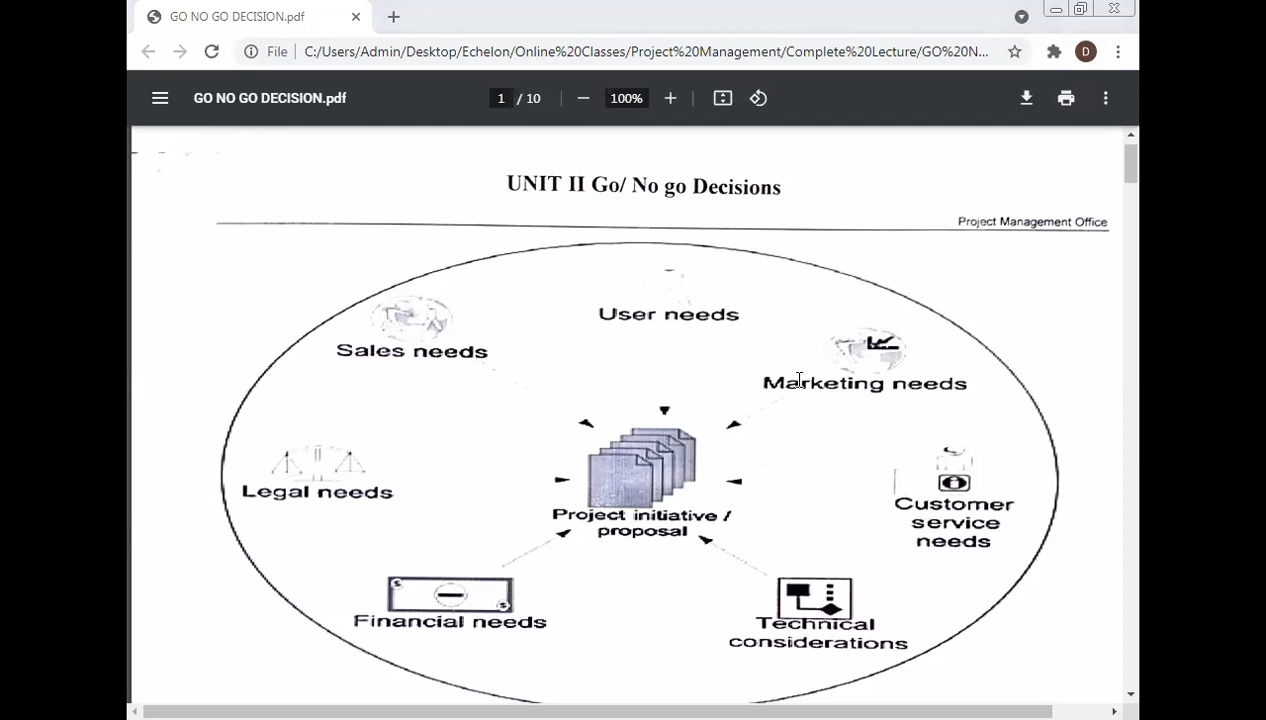 GO NO GO DECISION.pdf
File C:/Users/Admin/Desktop/Echelon/Online%20Classes/Project%20Management/Complete%20Lecture/GO%20N...
D
GO NO GO DECISION.pdf
1 / 10
100%
UNIT II Go/ No go Decisions
Project Management Office
User needs
Sales needs
Marketing needs
Legal needs
Customer
service
needs
Project initiative /
proposal
Financial needs
Technical
considerations